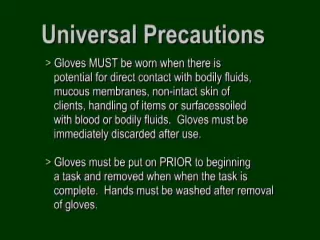 Universal Precautions
> Gloves MUST be worn when there is
potential for direct contact with bodily fluids,
mucous membranes, non-intact skin of
clients, handling of items or surfacessoiled
with blood or bodily fluids.  Gloves must be
immediately discarded after use.
> Gloves must be put on PRIOR to beginning
a task and removed when when the task is
complete.  Hands must be washed after removal
of gloves.